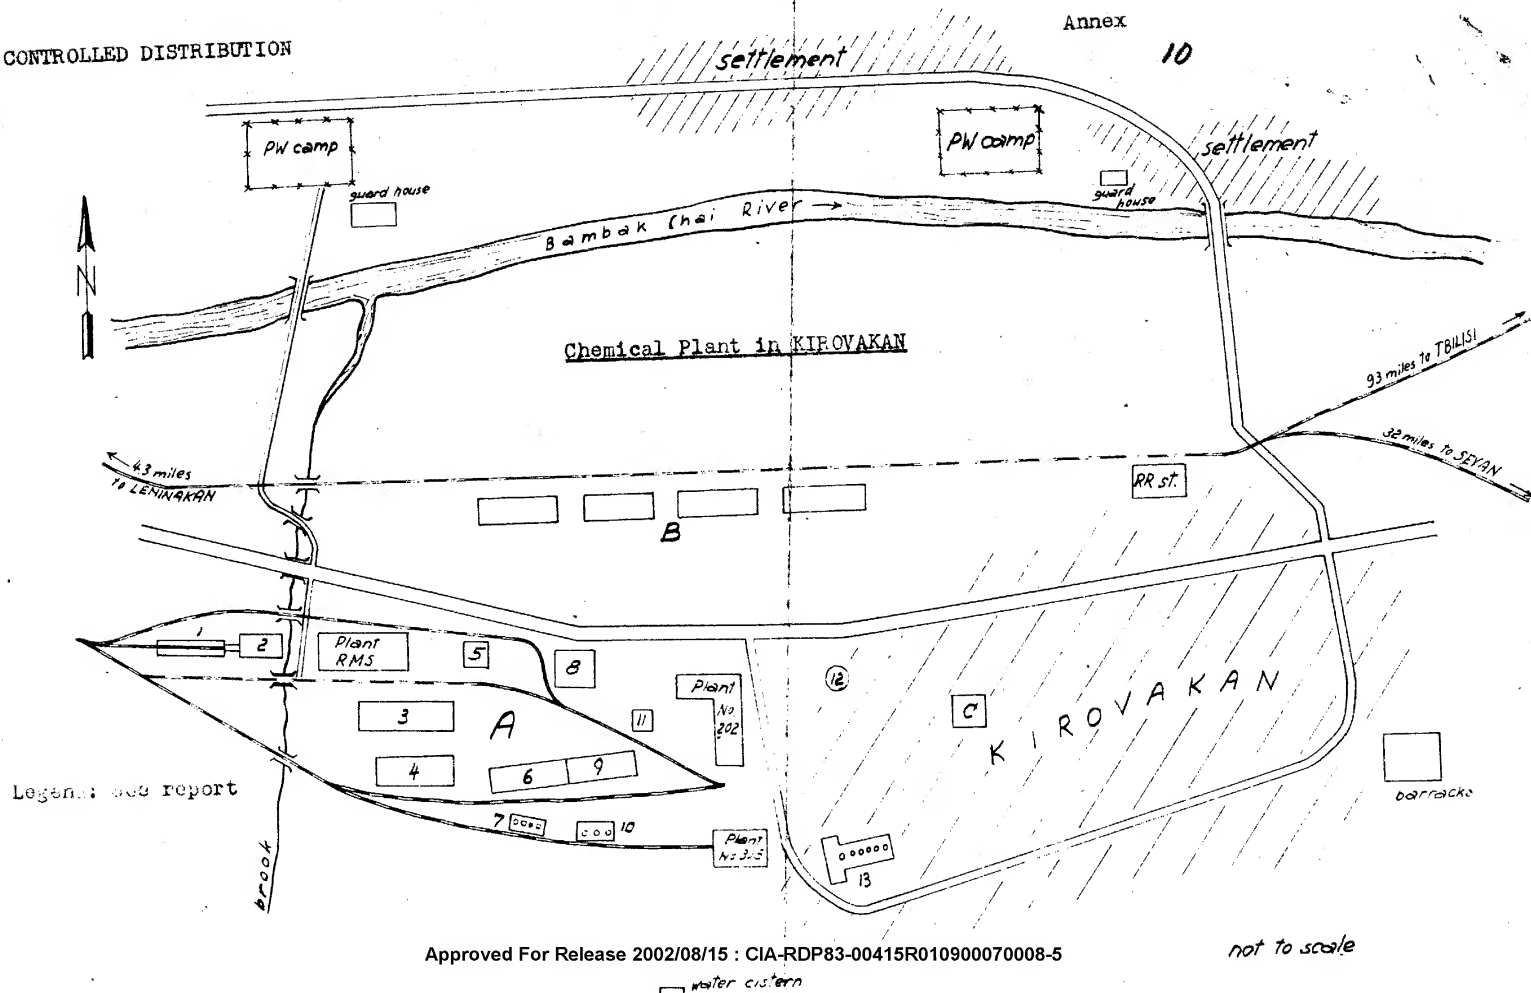 CONTROLLED DISTRIBUTION
Annex
10
settlement
settlement
PW camp
PW camp
guard house
guard
house
N
Bambak Chai River
Chemical Plant in KIROVAKAN
93 miles to TBILISI
32 miles to SEVAN
43 miles
to LENINAKAN
RR st.
B
1
2
Plant
RMS
5
8
Plant
No
202
12
C
KIROVAKAN
3
A
11
4
6
9
barracks
Legend: see report
7
10
Plant
13
brook
Approved For Release 2002/08/15 : CIA-RDP83-00415R010900070008-5
not to scale
water cistern